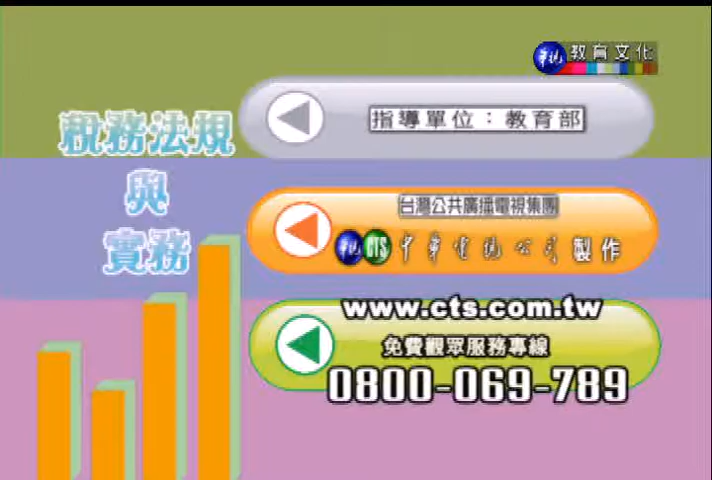 華視 教育文化
稅務法規
與
實務
指導單位：教育部
台灣公共廣播電視集團
華視 CTS 中華電視公司 製作
www.cts.com.tw
免費觀眾服務專線
0800-069-789